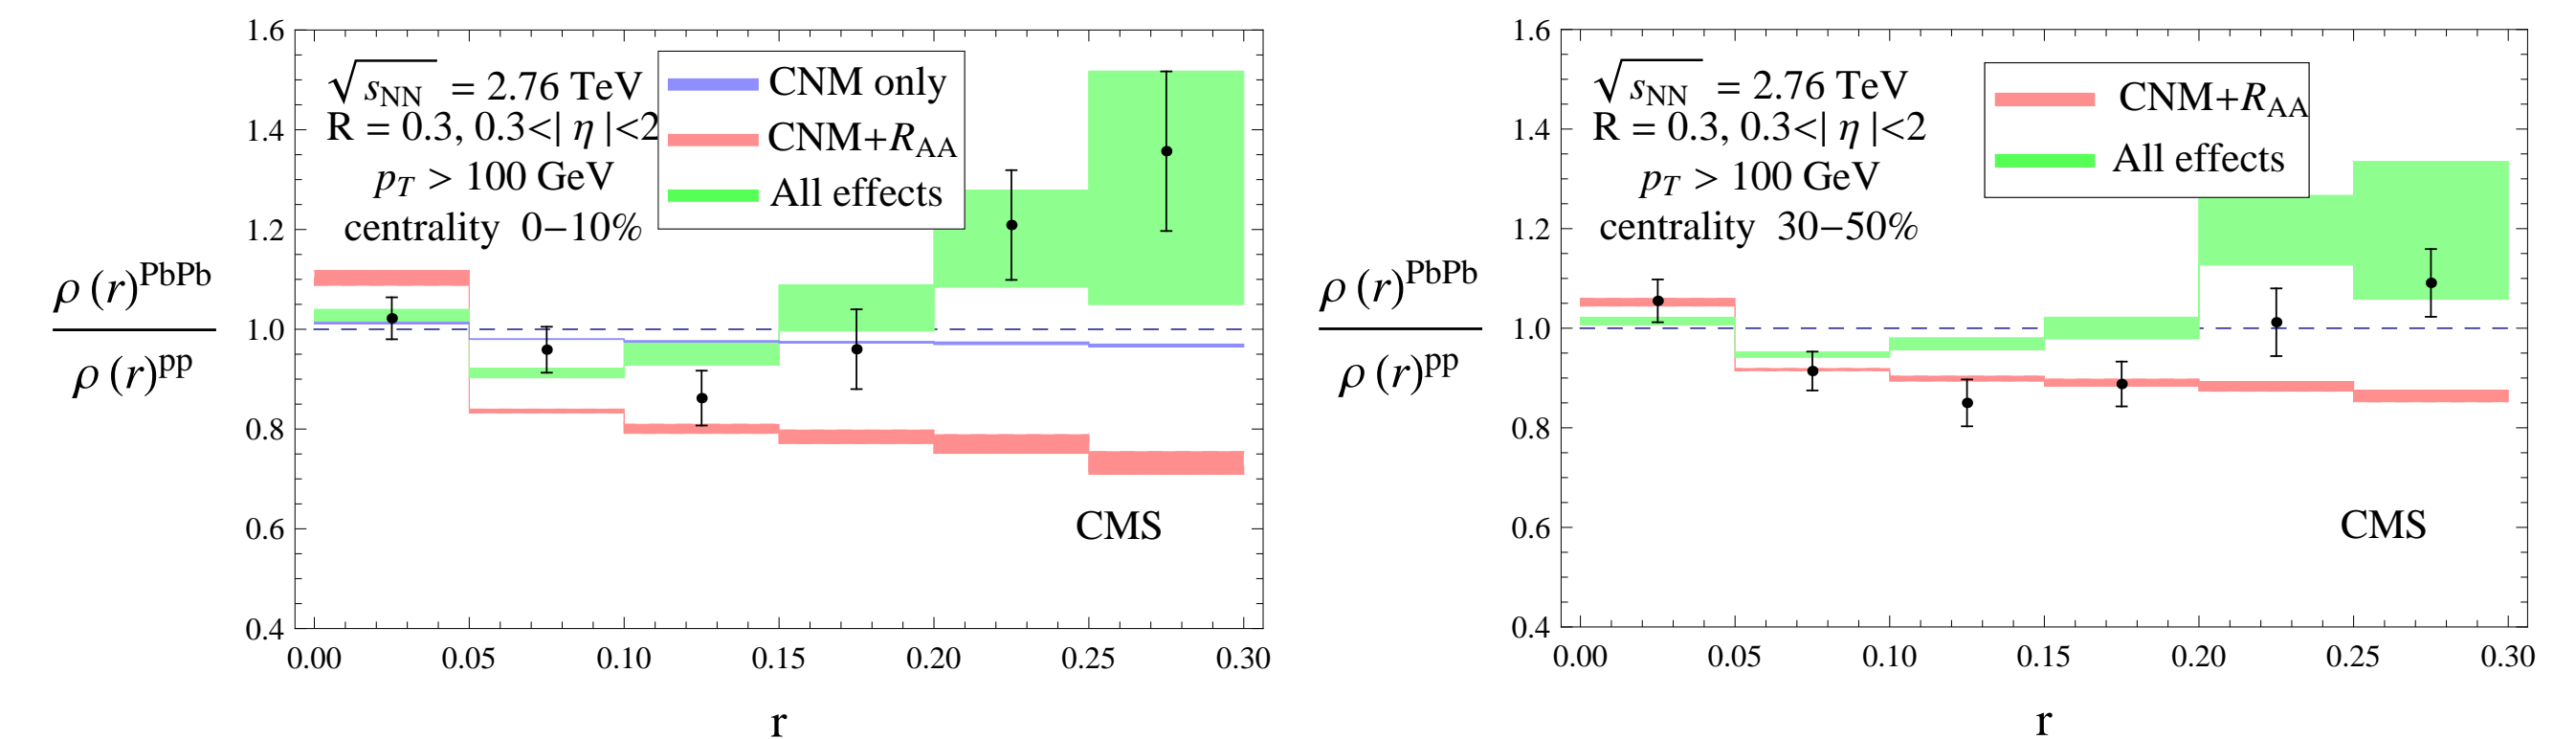 1.6
√sNN = 2.76 TeV
R = 0.3, 0.3<| η |<2
pT > 100 GeV
centrality 0−10%
CNM only
CNM+RAA
All effects
1.4
1.2
1.0
0.8
0.6
0.4
ρ (r)PbPb
ρ (r)pp
CMS
0.00 0.05 0.10 0.15 0.20 0.25 0.30
r
1.6
√sNN = 2.76 TeV
R = 0.3, 0.3<| η |<2
pT > 100 GeV
centrality 30−50%
CNM+RAA
All effects
1.4
1.2
1.0
0.8
0.6
0.4
ρ (r)PbPb
ρ (r)pp
CMS
0.00 0.05 0.10 0.15 0.20 0.25 0.30
r